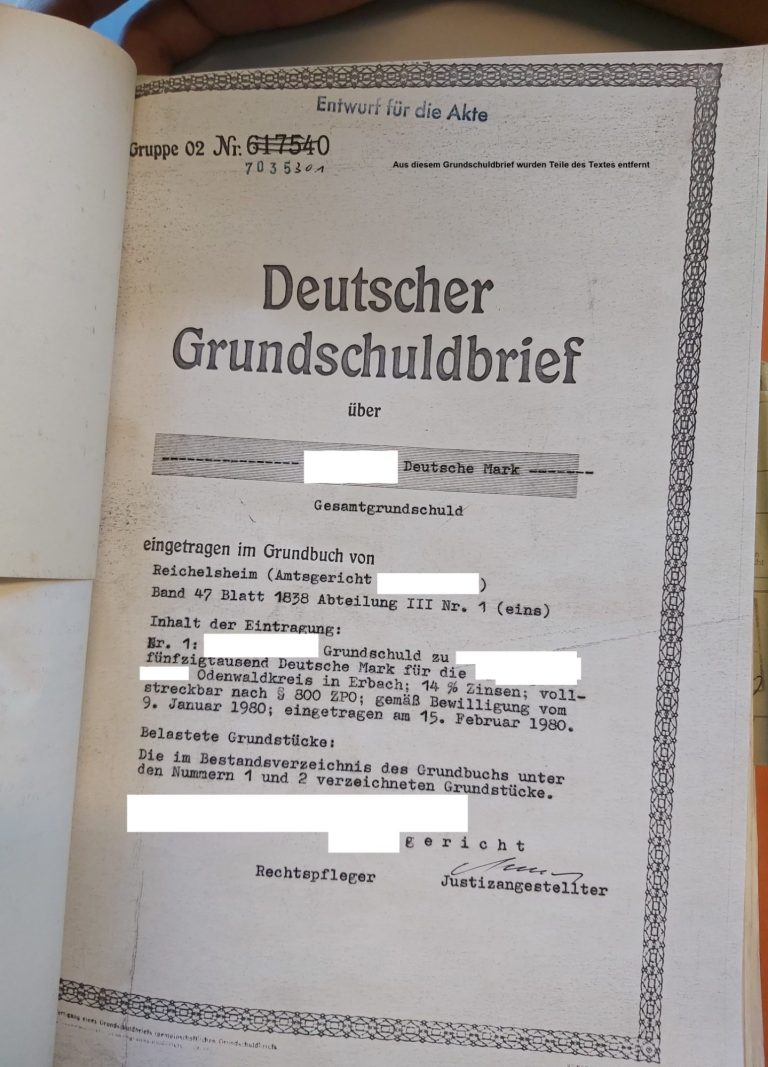 Entwurf für die Akte
Gruppe 02 Nr. 617540
7035301
Aus diesem Grundschuldbrief wurden Teile des Textes entfernt
Deutscher
Grundschuldbrief
über
Deutsche Mark
Gesamtgrundschuld
eingetragen im Grundbuch von
Reichelsheim (Amtsgericht )
Band 47 Blatt 1838 Abteilung III Nr. 1 (eins)
Inhalt der Eintragung:
Nr. 1: Grundschuld zu
fünfzigtausend Deutsche Mark für die
Odenwaldkreis in Erbach; 14 % Zinsen; voll-
streckbar nach § 800 ZPO; gemäß Bewilligung vom
9. Januar 1980; eingetragen am 15. Februar 1980.
Belastete Grundstücke:
Die im Bestandsverzeichnis des Grundbuchs unter
den Nummern 1 und 2 verzeichneten Grundstücke.
gericht
Rechtspfleger Justizangestellter